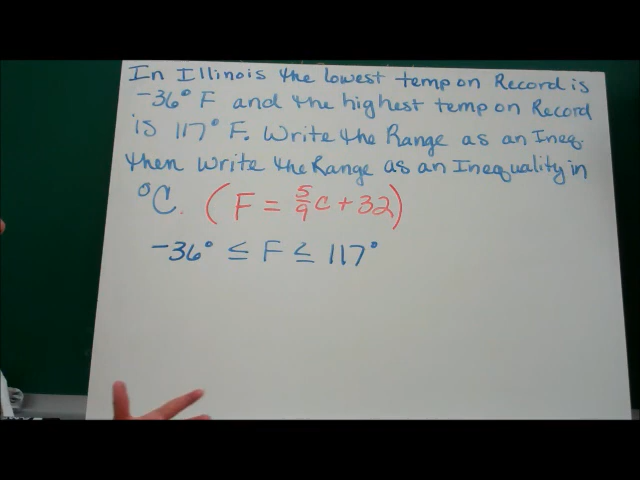 In Illinois the lowest temp on Record is
-36° F and the highest temp on Record
is 117° F. Write the Range as an Ineq.
then write the Range as an Inequality in
°C. (F = 5/9 C + 32)
-36° ≤ F ≤ 117°